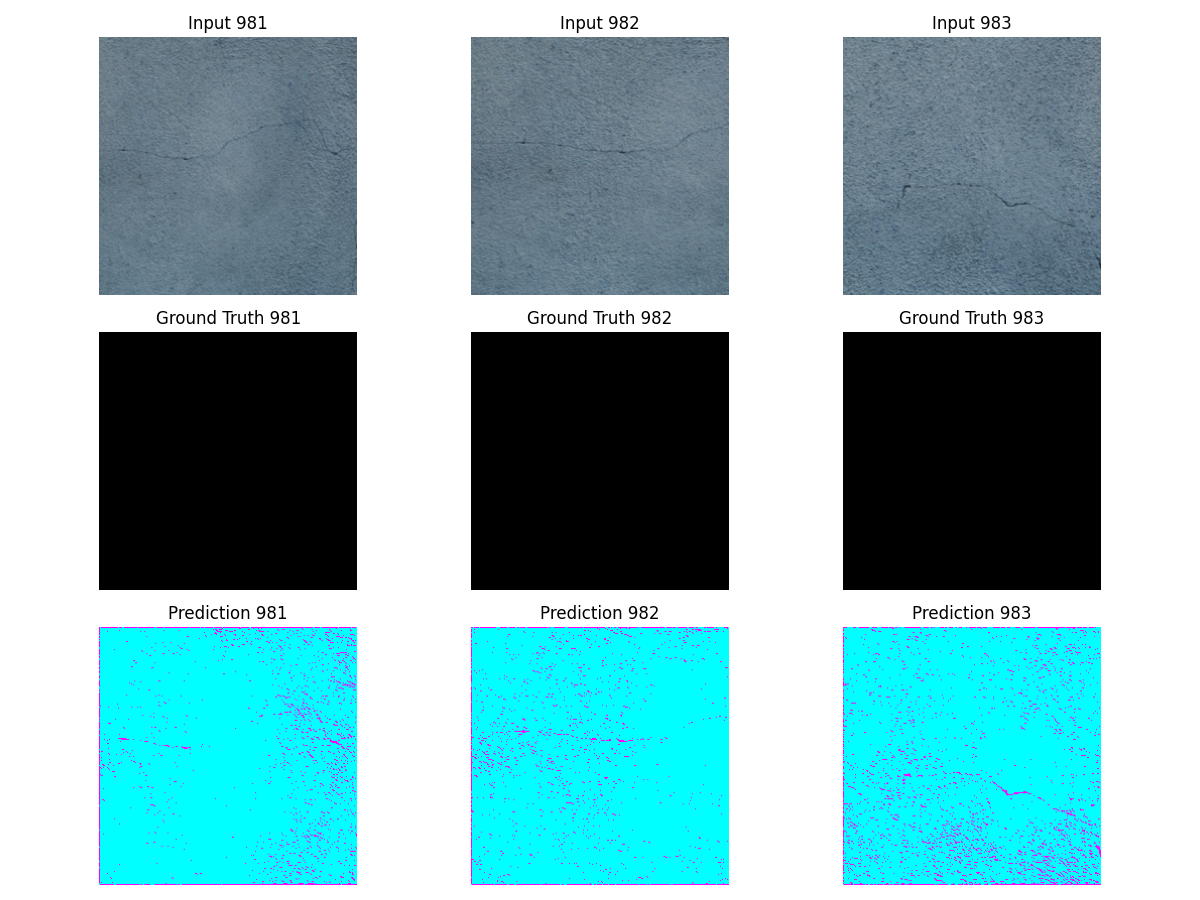 Input 981
Input 982
Input 983
Ground Truth 981
Ground Truth 982
Ground Truth 983
Prediction 981
Prediction 982
Prediction 983